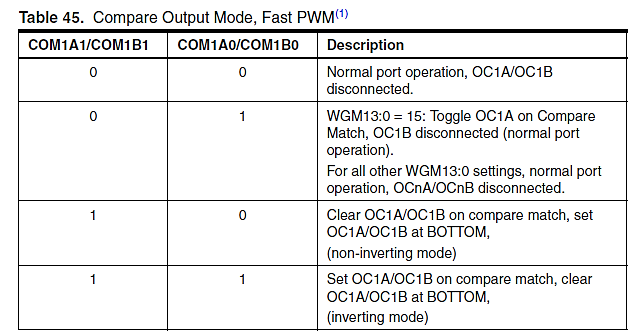 Table 45. Compare Output Mode, Fast PWM(1)
COM1A1/COM1B1 COM1A0/COM1B0 Description
0 0 Normal port operation, OC1A/OC1B
disconnected.
0 1 WGM13:0 = 15: Toggle OC1A on Compare
Match, OC1B disconnected (normal port
operation).
For all other WGM13:0 settings, normal port
operation, OCnA/OCnB disconnected.
1 0 Clear OC1A/OC1B on compare match, set
OC1A/OC1B at BOTTOM,
(non-inverting mode)
1 1 Set OC1A/OC1B on compare match, clear
OC1A/OC1B at BOTTOM,
(inverting mode)